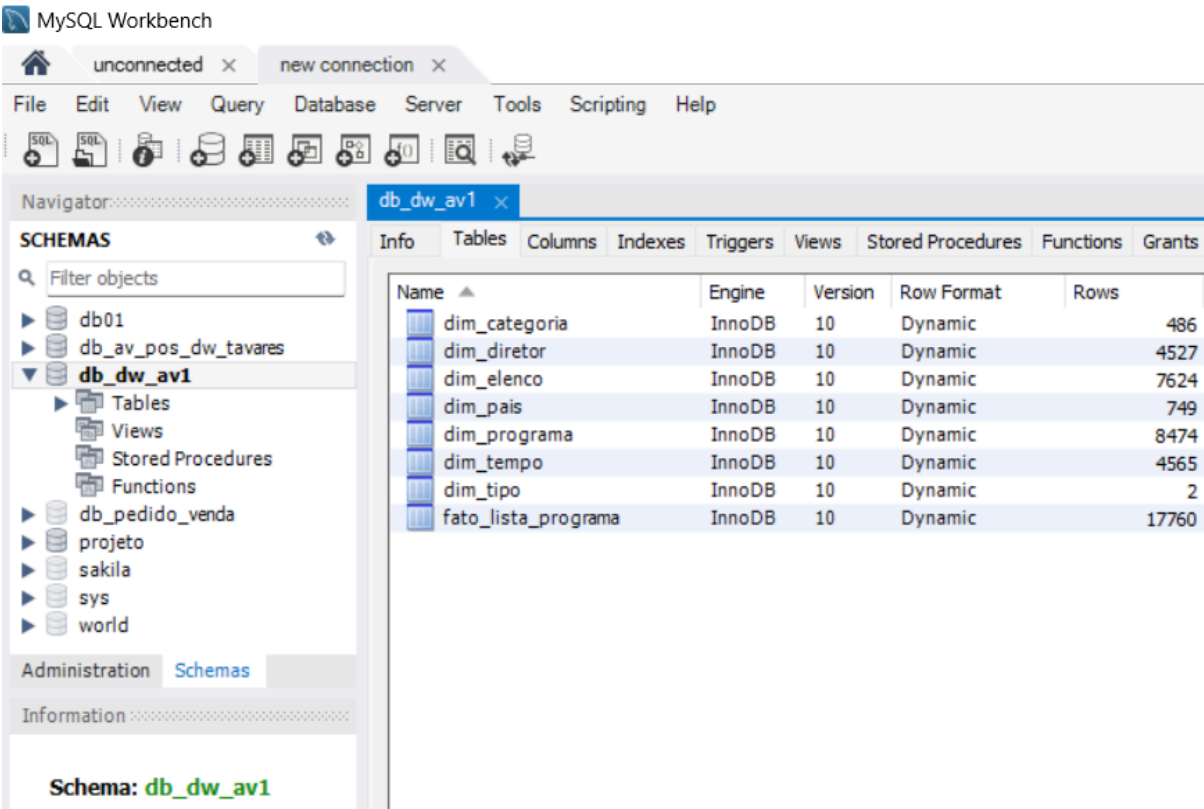 MySQL Workbench
unconnected × new connection ×
File Edit View Query Database Server Tools Scripting Help
SQL SQL i f()
Navigator
SCHEMAS
Filter objects
db01
db_av_pos_dw_tavares
db_dw_av1
Tables
Views
Stored Procedures
Functions
db_pedido_venda
projeto
sakila
sys
world
Administration Schemas
Information
Schema: db_dw_av1
db_dw_av1 ×
Info Tables Columns Indexes Triggers Views Stored Procedures Functions Grants
Name Engine Version Row Format Rows
dim_categoria InnoDB 10 Dynamic 486
dim_diretor InnoDB 10 Dynamic 4527
dim_elenco InnoDB 10 Dynamic 7624
dim_pais InnoDB 10 Dynamic 749
dim_programa InnoDB 10 Dynamic 8474
dim_tempo InnoDB 10 Dynamic 4565
dim_tipo InnoDB 10 Dynamic 2
fato_lista_programa InnoDB 10 Dynamic 17760